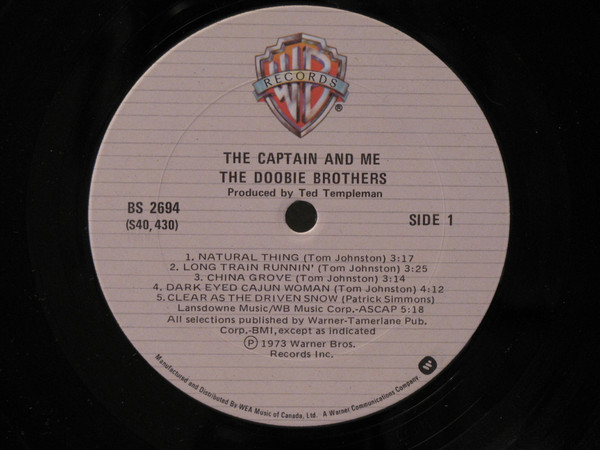 WB
RECORDS
®
THE CAPTAIN AND ME
THE DOOBIE BROTHERS
Produced by Ted Templeman
BS 2694
(S40, 430)
SIDE 1
1. NATURAL THING (Tom Johnston) 3:17
2. LONG TRAIN RUNNIN' (Tom Johnston) 3:25
3. CHINA GROVE (Tom Johnston) 3:14
4. DARK EYED CAJUN WOMAN (Tom Johnston) 4:12
5. CLEAR AS THE DRIVEN SNOW (Patrick Simmons)
Lansdowne Music/WB Music Corp.-ASCAP 5:18
All selections published by Warner-Tamerlane Pub.
Corp.-BMI, except as indicated
Ⓟ 1973 Warner Bros.
Records Inc.
Manufactured and Distributed By WEA Music of Canada, Ltd. A Warner Communications Company